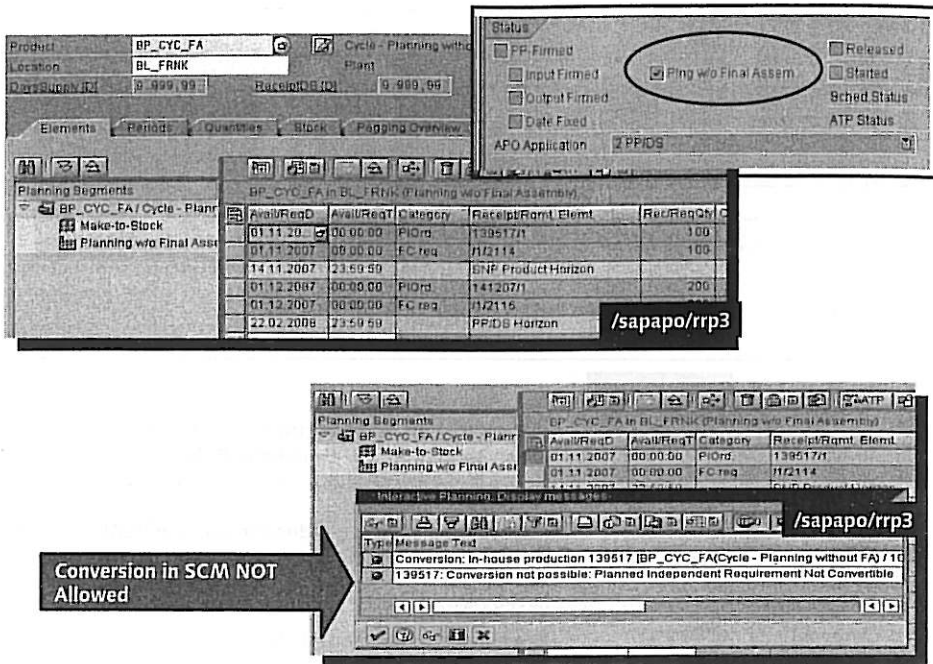 Product BP_CYC_FA Cycle - Planning witho
Location BL_FRNK Plant
DaysSupply [D] 9.999,99 ReceiptDS [D] 9.999,99
Elements Periods Quantities Stock Pegging Overview
Status
PP-Firmed Released
Input Firmed Plng w/o Final Assem. Started
Output Firmed Sched Status
Date Fixed ATP Status
APO Application 2 PP/DS
Planning Segments
BP_CYC_FA / Cycle - Plann
Make-to-Stock
Planning w/o Final Asse
BP_CYC_FA in BL_FRNK (Planning w/o Final Assembly)
Avail/ReqD Avail/ReqT Category Receipt/Rqmt. Elemt. Rec/ReqQty
01.11.20 00:00:00 PlOrd. 139517/1 100
01.11.2007 00:00:00 FC req. /1/2114 100
14.11.2007 23:59:59 SNP Product Horizon
01.12.2007 00:00:00 PlOrd. 141207/1 200
01.12.2007 00:00:00 FC req. /1/2115
22.02.2008 23:59:59 PP/DS Horizon
/sapapo/rrp3
ATP
Planning Segments
BP_CYC_FA / Cycle - Plann
Make-to-Stock
Planning w/o Final Asse
BP_CYC_FA in BL_FRNK (Planning w/o Final Assembly)
Avail/ReqD Avail/ReqT Category Receipt/Rqmt. Elemt.
01.11.2007 00:00:00 PlOrd. 139517/1
01.11.2007 00:00:00 FC req. /1/2114
Interactive Planning: Display messages
/sapapo/rrp3
Type Message Text
Conversion: In-house production 139517 [BP_CYC_FA(Cycle - Planning without FA) / 10
139517: Conversion not possible: Planned Independent Requirement Not Convertible
Conversion in SCM NOT
Allowed